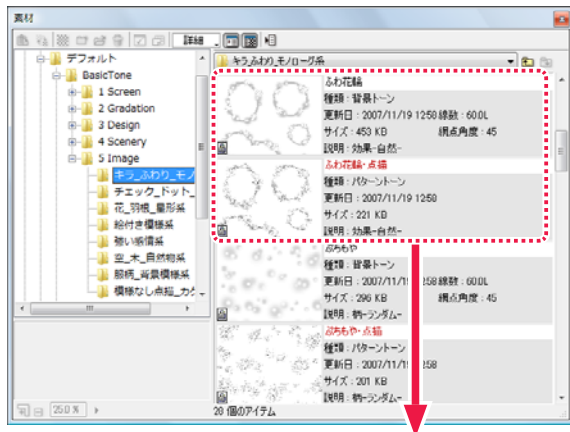 素材
詳細
デフォルト
BasicTone
1 Screen
2 Gradation
3 Design
4 Scenery
5 Image
キラ_ふわり_モノ
チェック_ドット_
花_羽根_扇形系
絵付き模様系
強い感情系
空_木_自然物系
服柄_背景模様系
模様なし点描_カケ
キラ_ふわり_モノローグ系
ふわ花輪
種類：背景トーン
更新日：2007/11/19 12:50 線数：60.0L
サイズ：453 KB 網点角度：45
説明：効果-自然-
ふわ花輪・点描
種類：パターントーン
更新日：2007/11/19 12:50
サイズ：221 KB
説明：効果-自然-
ぷちもや
種類：背景トーン
更新日：2007/11/19 12:58 線数：60.0L
サイズ：296 KB 網点角度：45
説明：柄-ランダム-
ぷちもや・点描
種類：パターントーン
更新日：2007/11/19 12:58
サイズ：201 KB
説明：柄-ランダム-
25.0 %
28 個のアイテム